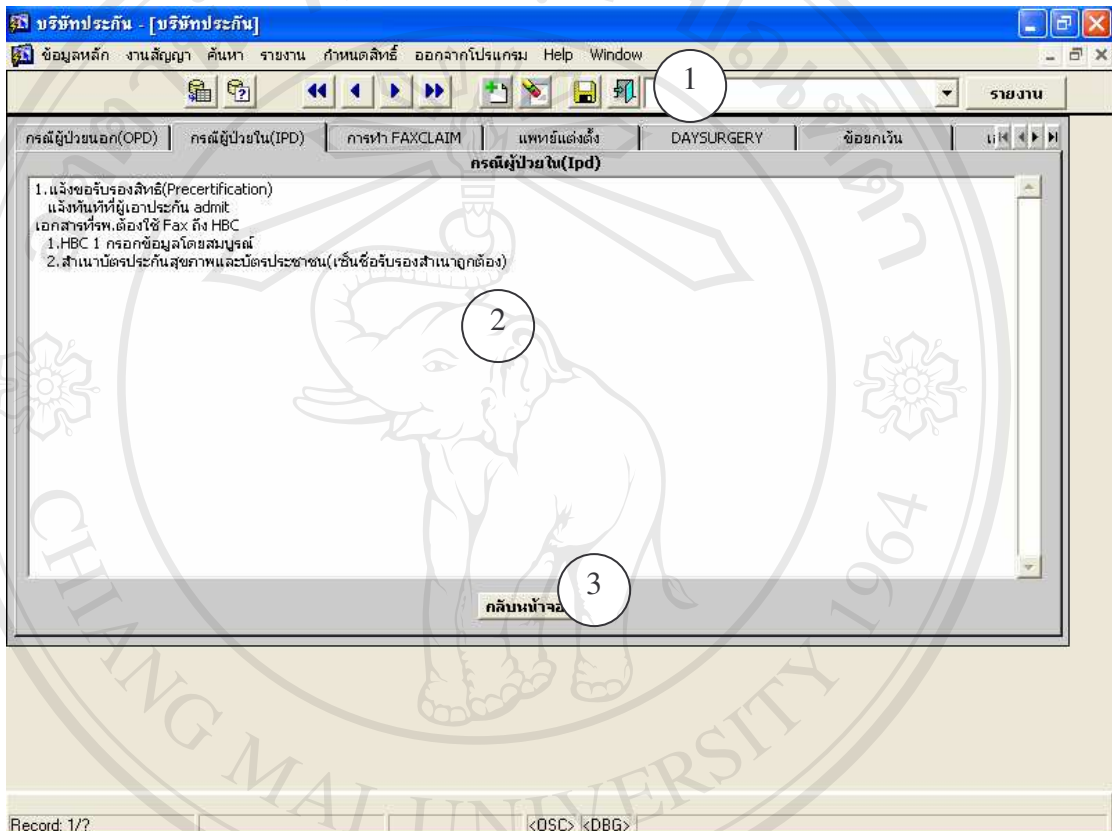 บริษัทประกัน - [บริษัทประกัน]
ข้อมูลหลัก งานสัญญา ค้นหา รายงาน กำหนดสิทธิ์ ออกจากโปรแกรม Help Window
1
รายงาน
กรณีผู้ป่วยนอก(OPD) กรณีผู้ป่วยใน(IPD) การทำ FAXCLAIM แพทย์แต่งตั้ง DAYSURGERY ข้อยกเว้น
กรณีผู้ป่วยใน(Ipd)
1.แจ้งขอรับรองสิทธิ(Precertification)
แจ้งทันทีที่ผู้เอาประกัน admit
เอกสารที่รพ.ต้องใช้ Fax ถึง HBC
1.HBC 1 กรอกข้อมูลโดยสมบูรณ์
2.สำเนาบัตรประกันสุขภาพและบัตรประชาชน(เซ็นชื่อรับรองสำเนาถูกต้อง)
2
3
กลับหน้าจอ
CHIANG MAI UNIVERSITY 1964
Record: 1/? <OSC> <DBG>